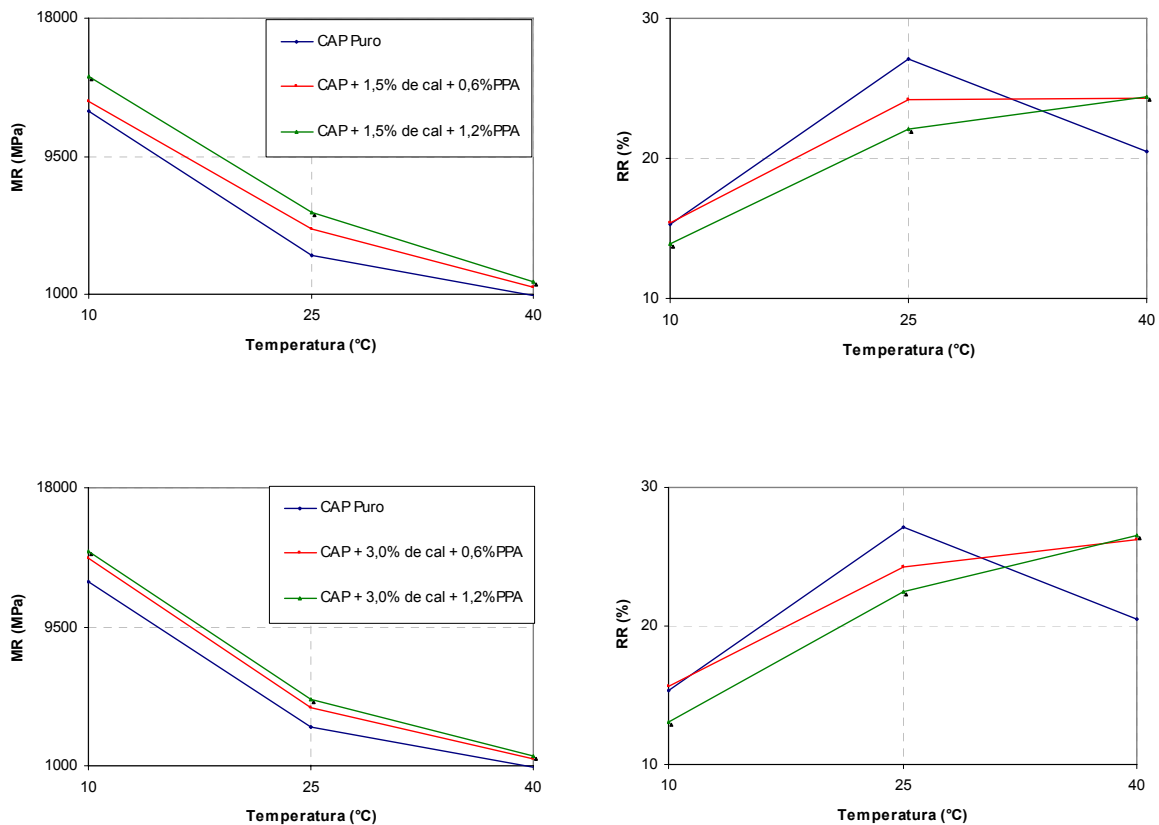 18000
9500
1000
MR (MPa)
10
25
40
Temperatura (°C)
CAP Puro
CAP + 1,5% de cal + 0,6%PPA
CAP + 1,5% de cal + 1,2%PPA
30
20
10
RR (%)
10
25
40
Temperatura (°C)
18000
9500
1000
MR (MPa)
10
25
40
Temperatura (°C)
CAP Puro
CAP + 3,0% de cal + 0,6%PPA
CAP + 3,0% de cal + 1,2%PPA
30
20
10
RR (%)
10
25
40
Temperatura (°C)